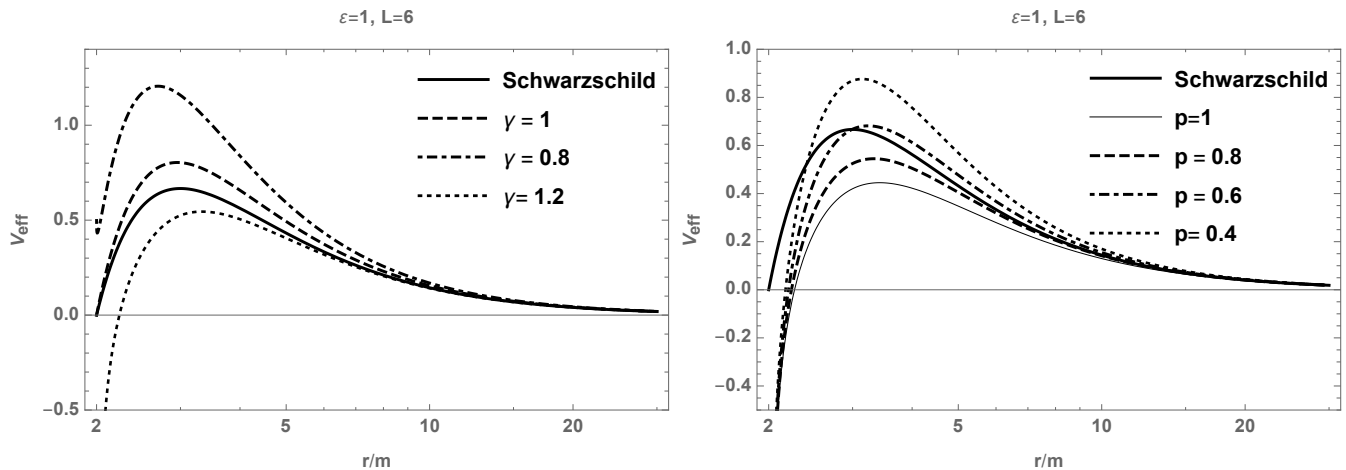 ε=1, L=6
Schwarzschild
γ = 1
γ = 0.8
γ= 1.2
Veff
1.0
0.5
0.0
−0.5
2
5
10
20
r/m
ε=1, L=6
Schwarzschild
p=1
p = 0.8
p = 0.6
p= 0.4
Veff
1.0
0.8
0.6
0.4
0.2
0.0
−0.2
−0.4
2
5
10
20
r/m